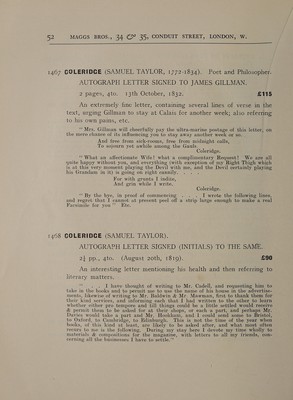 52 MAGGS BROS., 34 & 35, CONDUIT STREET, LONDON, W.
1467 COLERIDGE (SAMUEL TAYLOR, 1772-1834). Poet and Philosopher.
AUTOGRAPH LETTER SIGNED TO JAMES GILLMAN.
2 pages, 4to. 13th October, 1832. £115
An extremely fine letter, containing several lines of verse in the
text, urging Gillman to stay at Calais for another week; also referring
to his own pains, etc.
"Mrs. Gillman will cheerfully pay the ultra-marine postage of this letter, on
the mere chance of its influencing you to stay away another week or so.
And free from sick-rooms, free from midnight calls,
To sojourn yet awhile among the Gauls.
Coleridge.
"What an affectionate Wife! what a complimentary Request! We are all
quite happy without you, and everything (with exception of my Right Thigh which
is at this very moment playing the Devil with me, and the Devil certainly playing
his Grandam in it) is going on right easeily. . .
For with grunts I indite,
And grin while I write.
Coleridge.
"By the bye, in proof of commencing . . . I wrote the following lines,
and regret that I cannot at present peel off a strip large enough to make a real
Facsimile for you" Etc.
1468 COLERIDGE (SAMUEL TAYLOR).
AUTOGRAPH LETTER SIGNED (INITIALS) TO THE SAME.
2½ pp., 4to. (August 20th, 1819). £90
An interesting letter mentioning his health and then referring to
literary matters.
" . . . I have thought of writing to Mr. Cadell, and requesting him to
take in the books and to permit me to use the name of his house in the advertise-
ments, likewise of writing to Mr. Baldwin & Mr. Mawman, first to thank them for
their kind services, and informing each that I had written to the other to learn
whether either pro tempore and till things could be a little settled would receive
& permit them to be asked for at their shops, or such a part, and perhaps Mr.
Davies would take a part and Mr. Hookham, and I could send some to Bristol,
to Oxford, to Cambridge, to Edinburgh. This is not the time of the year when
books, of this kind at least, are likely to be asked after, and what most often
occurs to me is the following. During my stay here I devote my time wholly to
materials & compositions for the magazine, with letters to all my friends, con-
cerning all the businesses I have to settle."